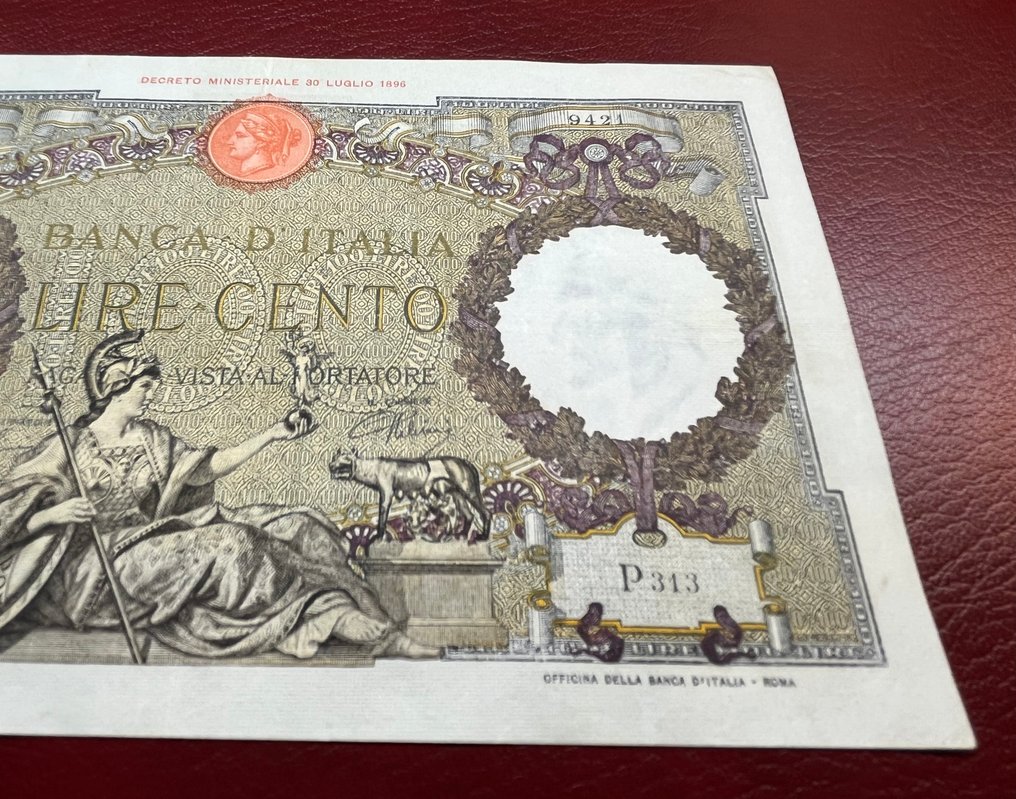 DECRETO MINISTERIALE 30 LUGLIO 1896
9421
BANCA D'ITALIA
LIRE CENTO
VISTA AL PORTATORE
P 313
OFFICINA DELLA BANCA D'ITALIA - ROMA